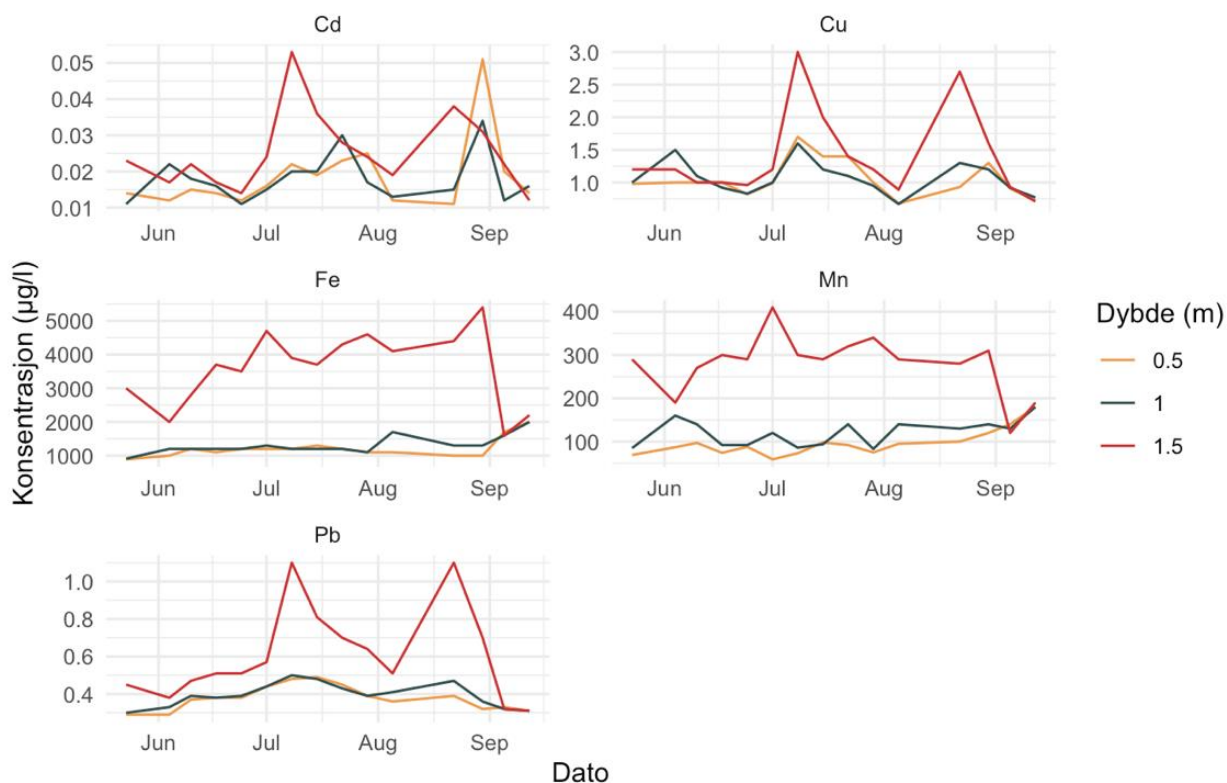 Cd
0.05
0.04
0.03
0.02
0.01
Jun Jul Aug Sep
Cu
3.0
2.5
2.0
1.5
1.0
Jun Jul Aug Sep
Konsentrasjon (µg/l)
Fe
5000
4000
3000
2000
1000
Jun Jul Aug Sep
Mn
400
300
200
100
Jun Jul Aug Sep
Pb
1.0
0.8
0.6
0.4
Jun Jul Aug Sep
Dato
Dybde (m)
0.5
1
1.5